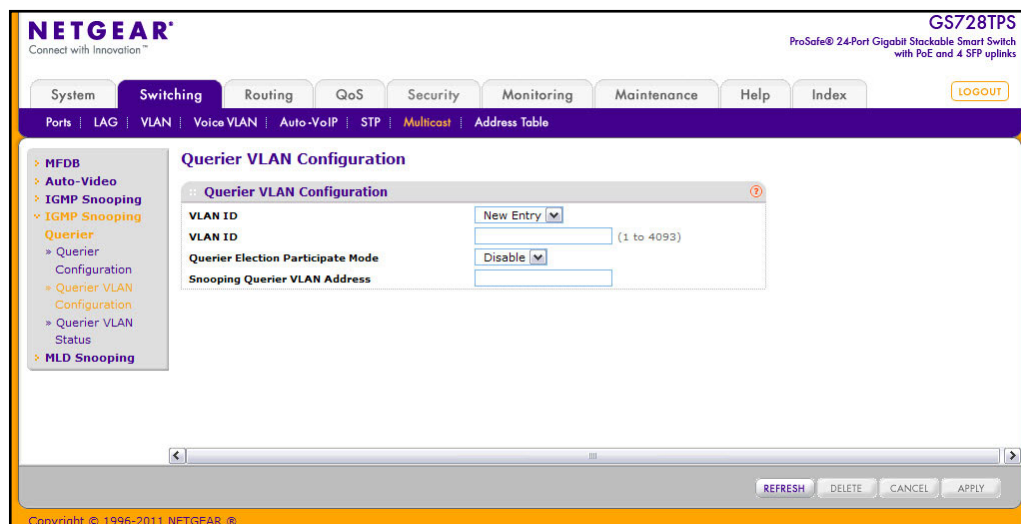 NETGEAR®
Connect with Innovation™
GS728TPS
ProSafe® 24-Port Gigabit Stackable Smart Switch
with PoE and 4 SFP uplinks
System
Switching
Routing
QoS
Security
Monitoring
Maintenance
Help
Index
LOGOUT
Ports | LAG | VLAN | Voice VLAN | Auto-VoIP | STP | Multicast | Address Table
MFDB
Auto-Video
IGMP Snooping
IGMP Snooping
Querier
» Querier
Configuration
» Querier VLAN
Configuration
» Querier VLAN
Status
MLD Snooping
Querier VLAN Configuration
Querier VLAN Configuration
VLAN ID
New Entry
VLAN ID
(1 to 4093)
Querier Election Participate Mode
Disable
Snooping Querier VLAN Address
REFRESH
DELETE
CANCEL
APPLY
Copyright © 1996-2011 NETGEAR ®